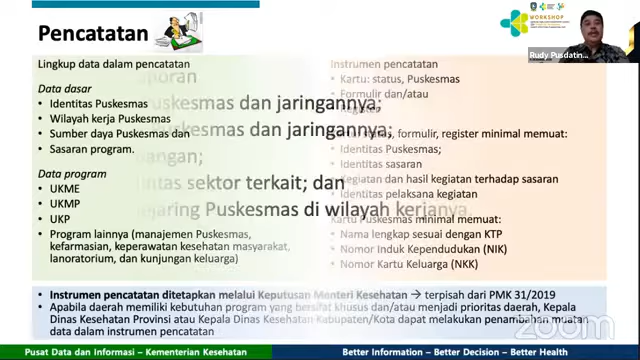 Pencatatan
WORKSHOP
Rudy Pusdatin...
Lingkup data dalam pencatatan
Data dasar
• Identitas Puskesmas
• Wilayah kerja Puskesmas
• Sumber daya Puskesmas dan
• Sasaran program.
Data program
• UKME
• UKMP
• UKP
• Program lainnya (manajemen Puskesmas,
kefarmasian, keperawatan kesehatan masyarakat,
lanoratorium, dan kunjungan keluarga)
poran
uskesmas dan jaringannya;
uskesmas dan jaringannya;
angan;
ntas sektor terkait; dan
ejaring Puskesmas di wilayah kerjanya.
Instrumen pencatatan
• Kartu: status, Puskesmas
• Formulir dan/atau
• Register
status, formulir, register minimal memuat:
• Identitas Puskesmas;
• Identitas sasaran
• Kegiatan dan hasil kegiatan terhadap sasaran
• Identitas pelaksana kegiatan
Kartu Puskesmas minimal memuat:
• Nama lengkap sesuai dengan KTP
• Nomor Induk Kependudukan (NIK)
• Nomor Kartu Keluarga (NKK)
• Instrumen pencatatan ditetapkan melalui Keputusan Menteri Kesehatan → terpisah dari PMK 31/2019
• Apabila daerah memiliki kebutuhan program yang bersifat khusus dan/atau menjadi prioritas daerah, Kepala
Dinas Kesehatan Provinsi atau Kepala Dinas Kesehatan Kabupaten/Kota dapat melakukan penambahan muatan
data dalam instrumen pencatatan
zoom
Pusat Data dan Informasi – Kementerian Kesehatan
Better Information – Better Decision – Better Health